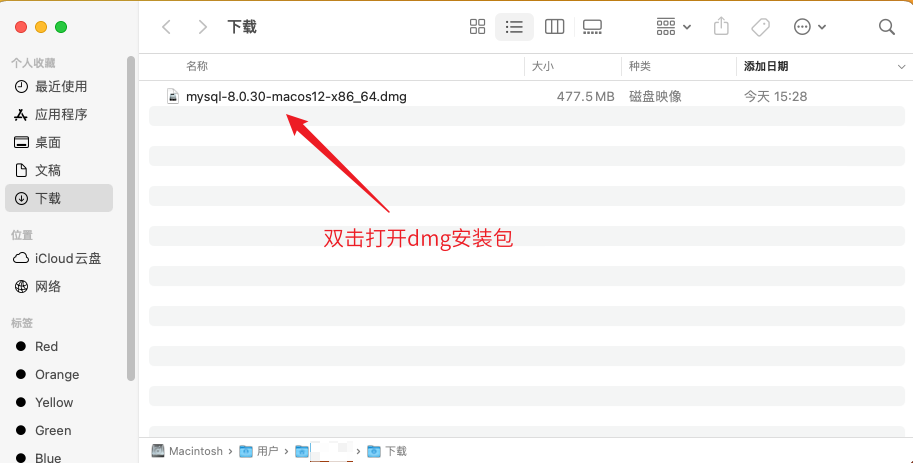 下载
个人收藏
最近使用
应用程序
桌面
文稿
下载
位置
iCloud云盘
网络
标签
Red
Orange
Yellow
Green
Blue
名称 大小 种类 添加日期
mysql-8.0.30-macos12-x86_64.dmg 477.5 MB 磁盘映像 今天 15:28
双击打开dmg安装包
Macintosh › 用户 › › 下载